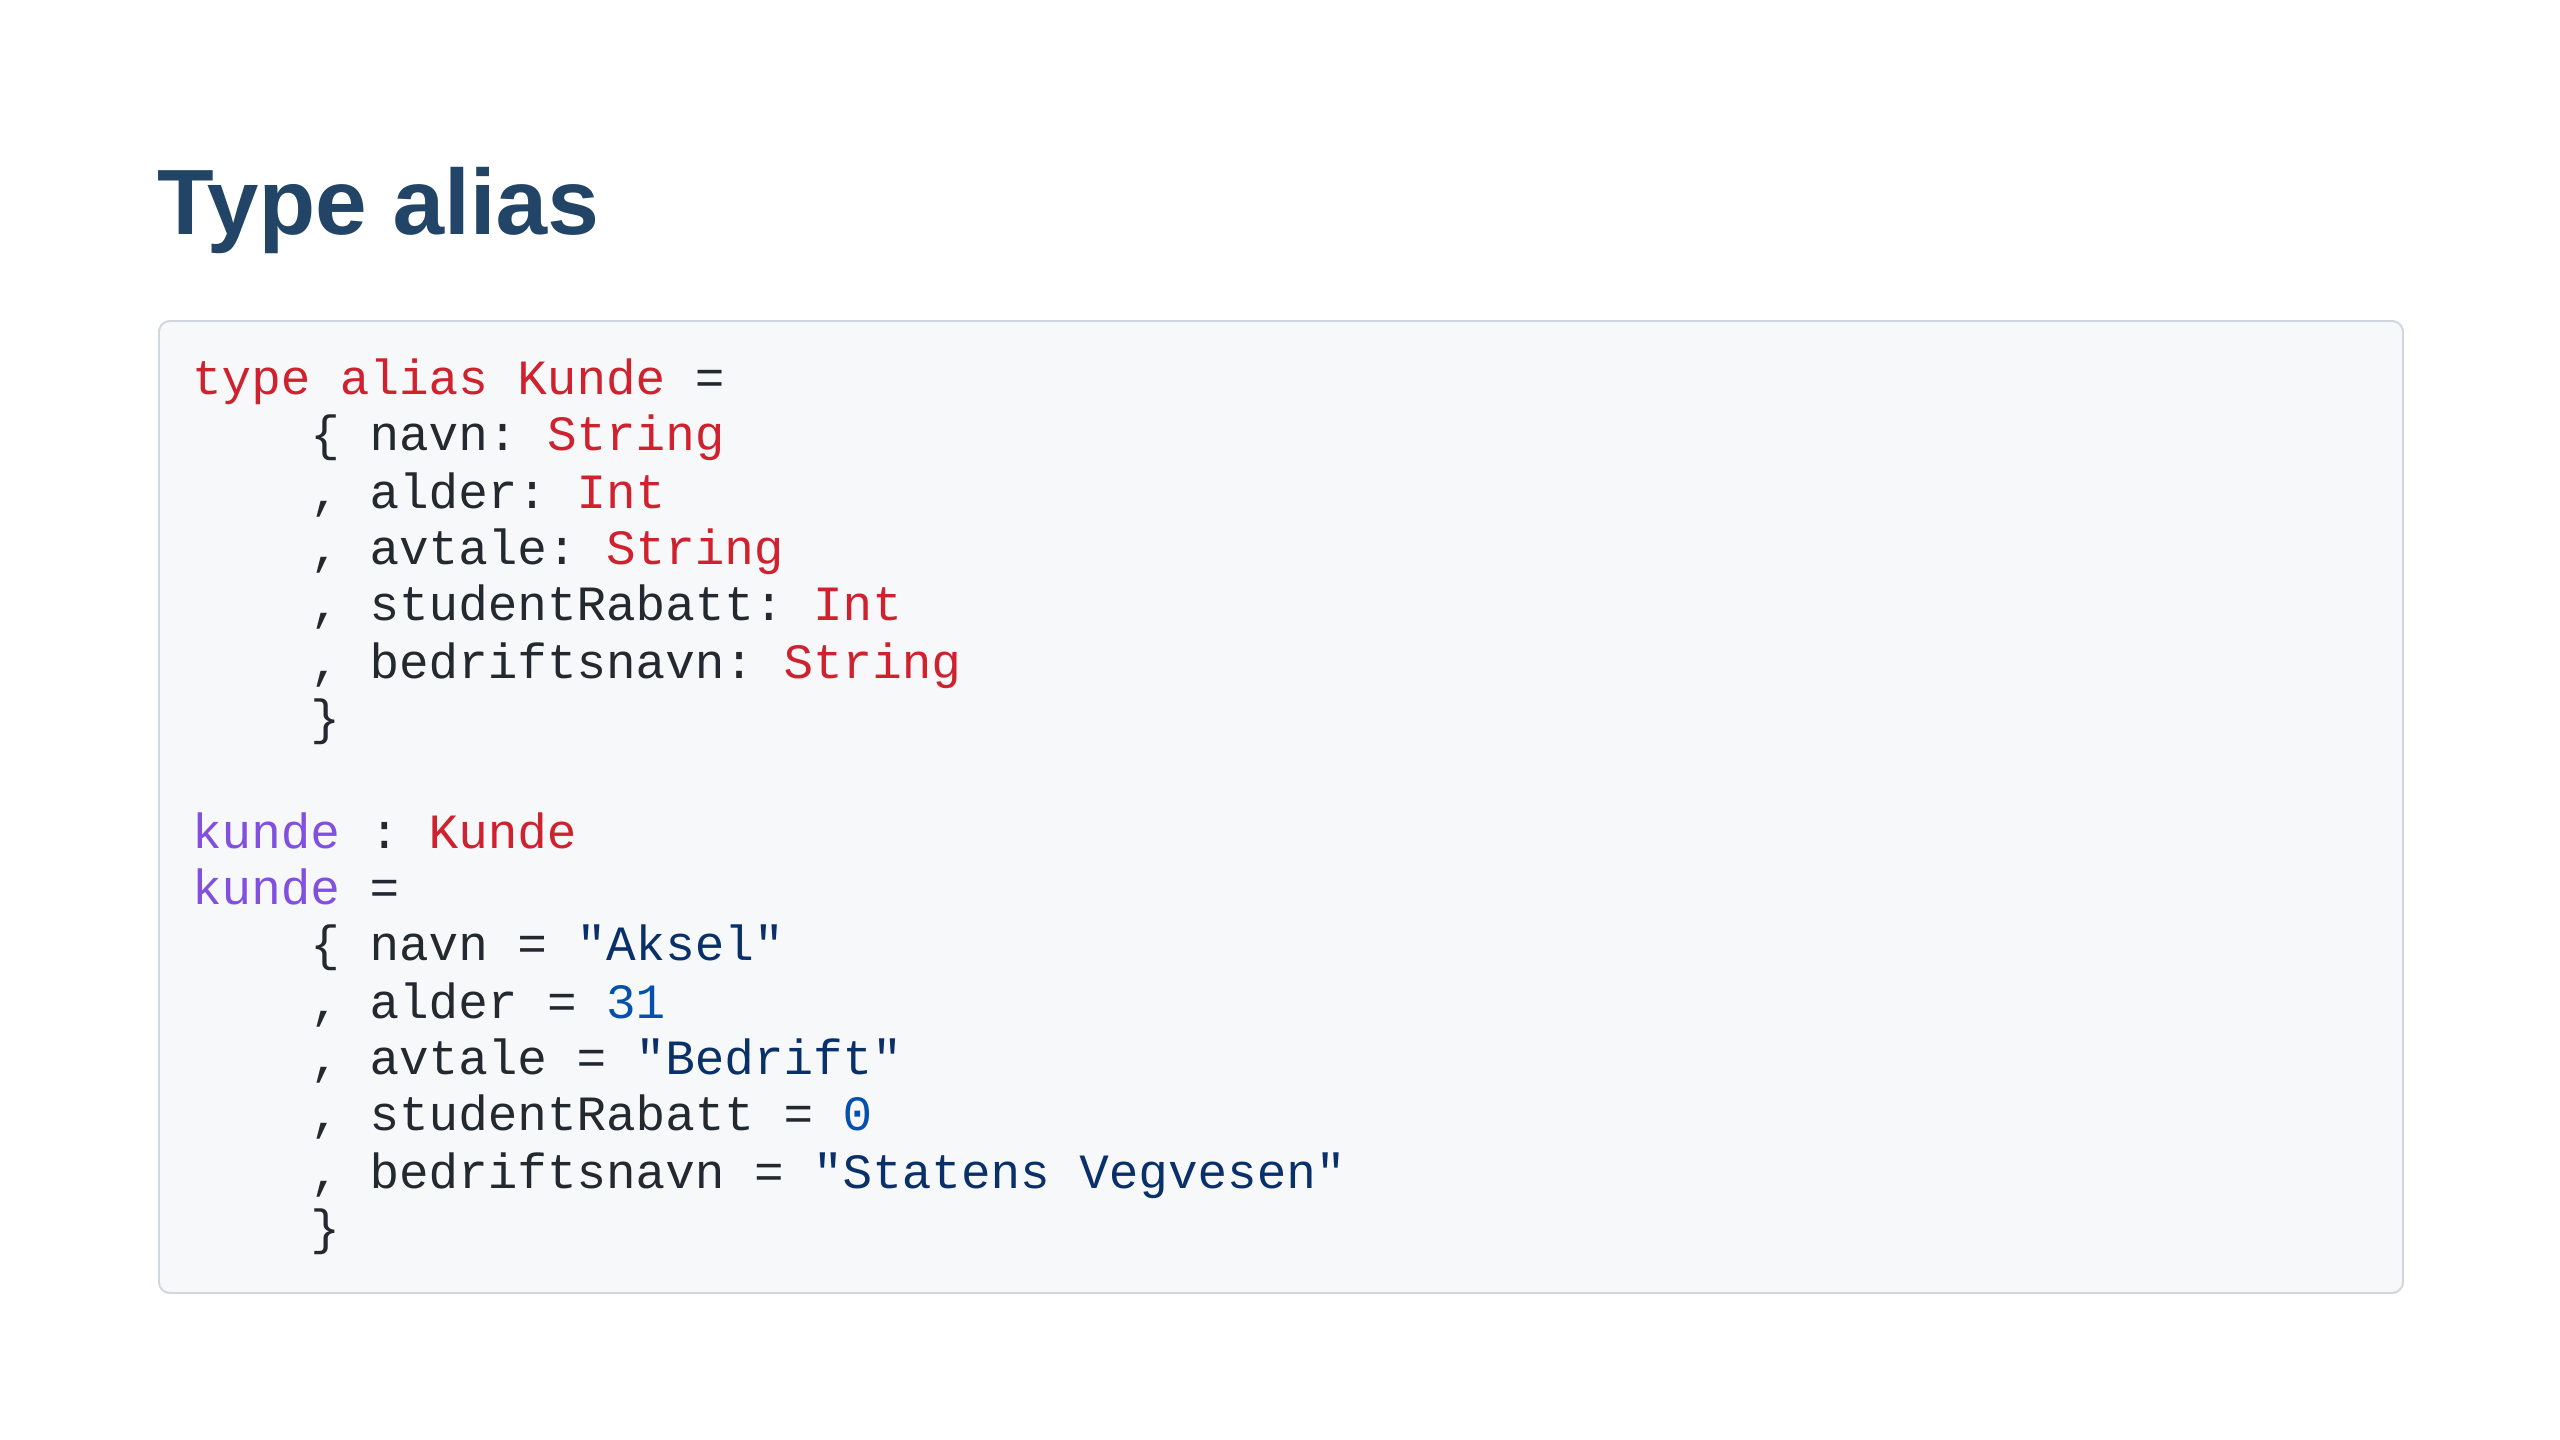 Type alias
type alias Kunde =
    { navn: String
    , alder: Int
    , avtale: String
    , studentRabatt: Int
    , bedriftsnavn: String
    }
kunde : Kunde
kunde =
    { navn = "Aksel"
    , alder = 31
    , avtale = "Bedrift"
    , studentRabatt = 0
    , bedriftsnavn = "Statens Vegvesen"
    }